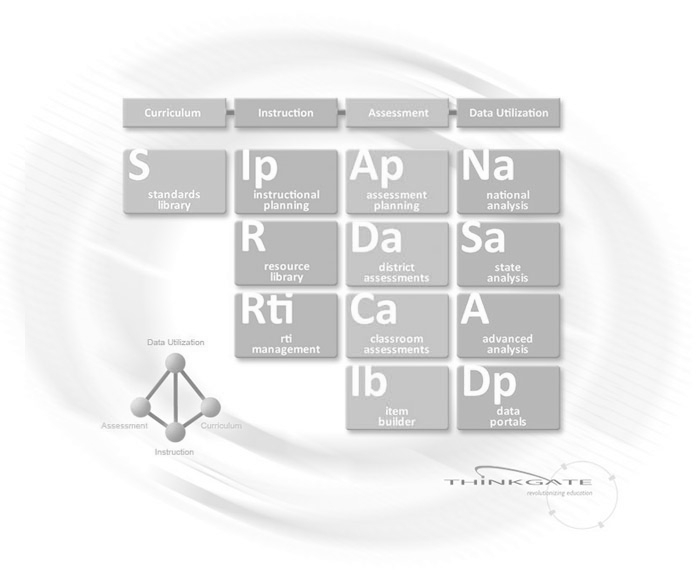 Curriculum
Instruction
Assessment
Data Utilization
S
standards
library
Ip
instructional
planning
Ap
assessment
planning
Na
national
analysis
R
resource
library
Da
district
assessments
Sa
state
analysis
Rti
rti
management
Ca
classroom
assessments
A
advanced
analysis
Ib
item
builder
Dp
data
portals
Data Utilization
Assessment
Curriculum
Instruction
THiNKGATE
revolutionizing education